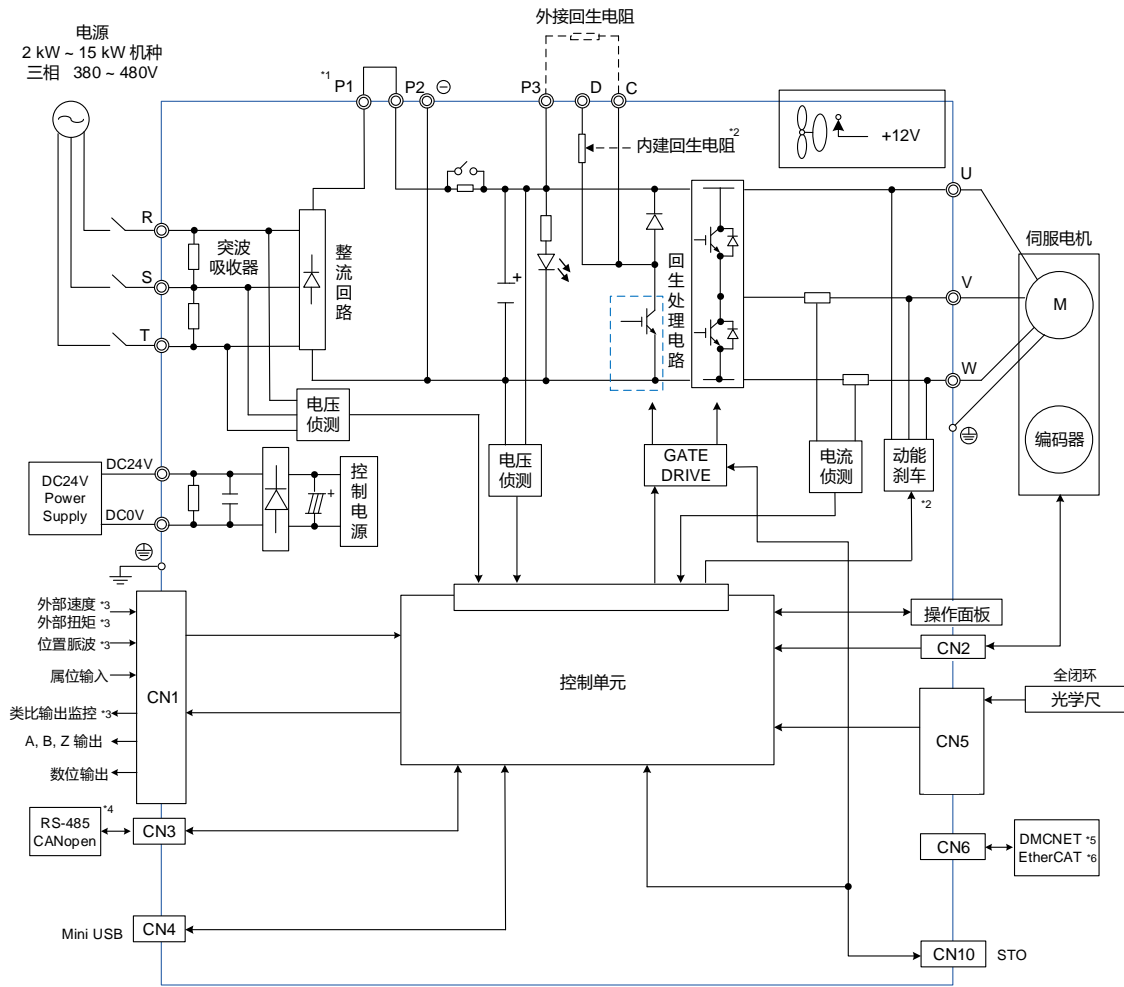 电源
2 kW ~ 15 kW 机种
三相 380 ~ 480V
外接回生电阻
*1 P1
P2
⊖
P3
D
C
内建回生电阻*2
+12V
U
R
突波
吸收器
整流回路
回生处理电路
伺服电机
S
V
M
T
W
电压
侦测
编码器
DC24V
Power
Supply
DC24V
DC0V
控制电源
电压
侦测
GATE
DRIVE
电流
侦测
动能
刹车
*2
外部速度 *3
外部扭矩 *3
位置脉波 *3
属位输入
类比输出监控 *3
A, B, Z 输出
数位输出
CN1
控制单元
操作面板
CN2
全闭环
光学尺
CN5
RS-485
CANopen
*4
CN3
CN6
DMCNET *5
EtherCAT *6
Mini USB
CN4
CN10
STO